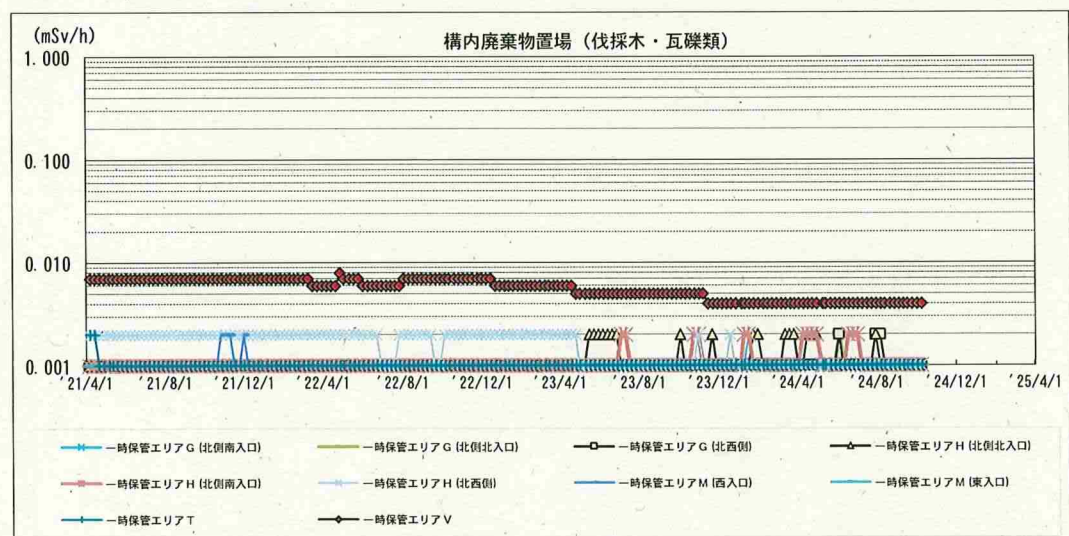 (mSv/h)
構内廃棄物置場（伐採木・瓦礫類）
1.000
0.100
0.010
0.001
'21/4/1 '21/8/1 '21/12/1 '22/4/1 '22/8/1 '22/12/1 '23/4/1 '23/8/1 '23/12/1 '24/4/1 '24/8/1 '24/12/1 '25/4/1
一時保管エリアＧ(北側南入口) 一時保管エリアＧ(北側北入口) 一時保管エリアＧ(北西側) 一時保管エリアＨ(北側北入口)
一時保管エリアＨ(北側南入口) 一時保管エリアＨ(北西側) 一時保管エリアＭ(西入口) 一時保管エリアＭ(東入口)
一時保管エリアＴ 一時保管エリアＶ